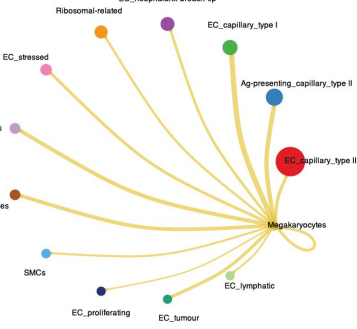 Ribosomal-related
EC_capillary_type I
EC_stressed
Ag-presenting_capillary_type II
EC_capillary_type II
Megakaryocytes
SMCs
EC_lymphatic
EC_proliferating
EC_tumour